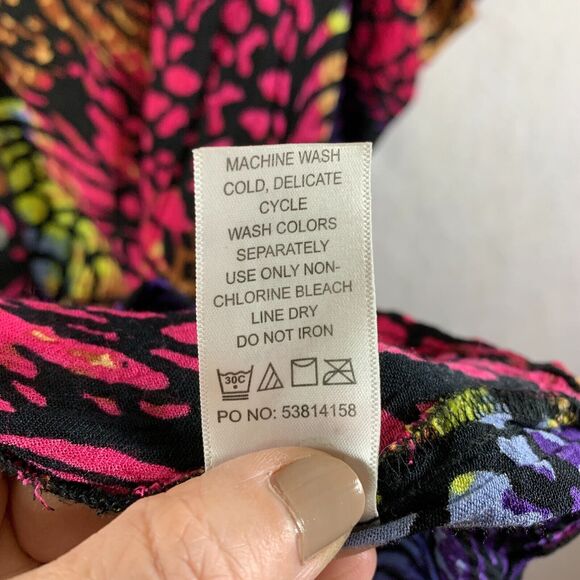 MACHINE WASH
COLD, DELICATE
CYCLE
WASH COLORS
SEPARATELY
USE ONLY NON-
CHLORINE BLEACH
LINE DRY
DO NOT IRON
30C
PO NO: 53814158